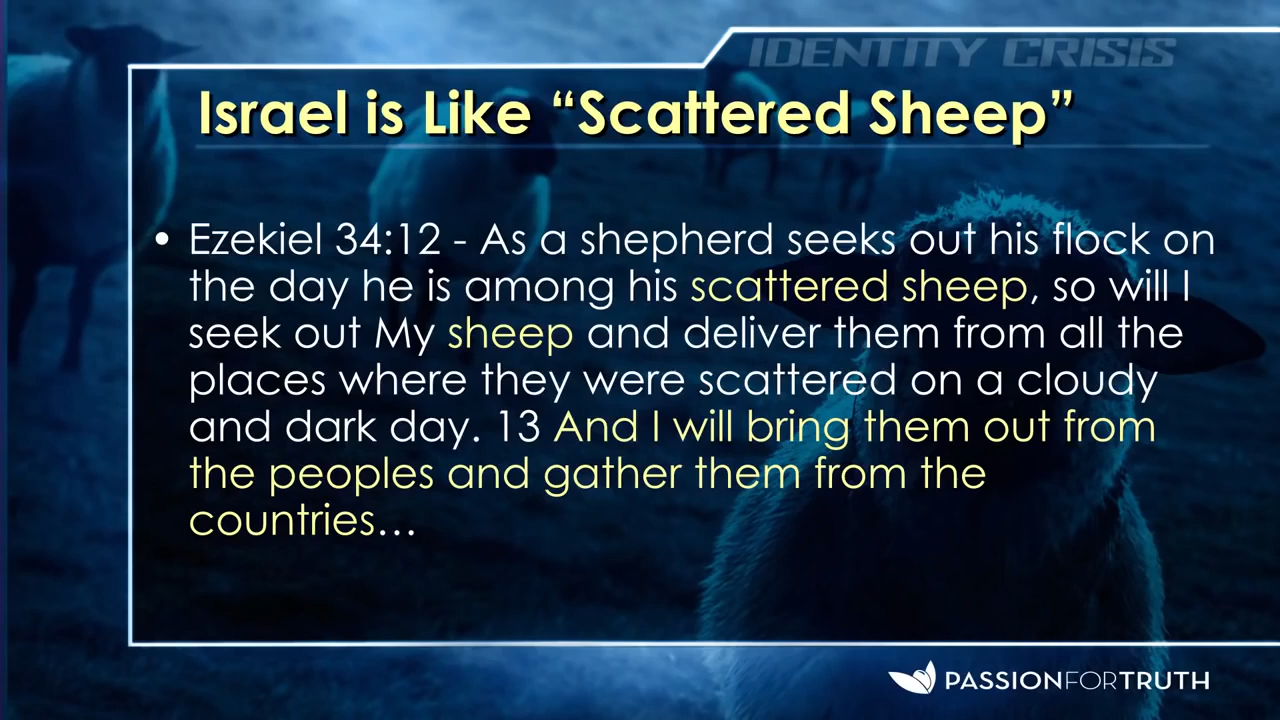 IDENTITY CRISIS
Israel is Like “Scattered Sheep”
• Ezekiel 34:12 - As a shepherd seeks out his flock on
the day he is among his scattered sheep, so will I
seek out My sheep and deliver them from all the
places where they were scattered on a cloudy
and dark day. 13 And I will bring them out from
the peoples and gather them from the
countries…
PASSIONFORTRUTH